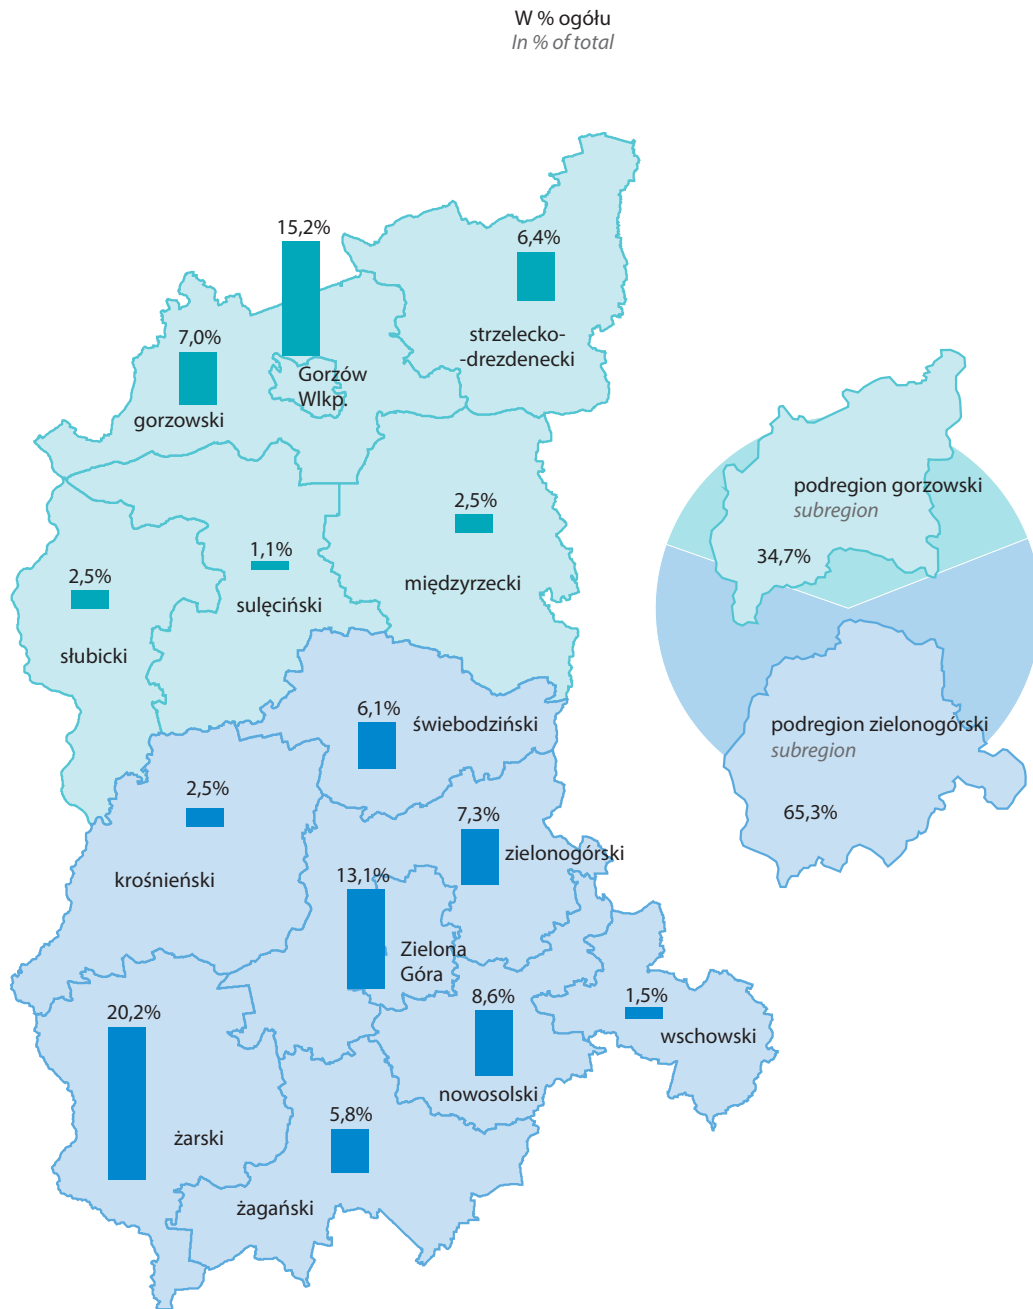 W % ogółu
In % of total
15,2%
6,4%
7,0%
strzelecko-
-drezdenecki
Gorzów
Wlkp.
gorzowski
podregion gorzowski
subregion
34,7%
2,5%
1,1%
2,5%
międzyrzecki
sulęciński
słubicki
6,1%
świebodziński
podregion zielonogórski
subregion
65,3%
2,5%
7,3%
zielonogórski
krośnieński
13,1%
Zielona
Góra
8,6%
1,5%
wschowski
20,2%
nowosolski
5,8%
żarski
żagański